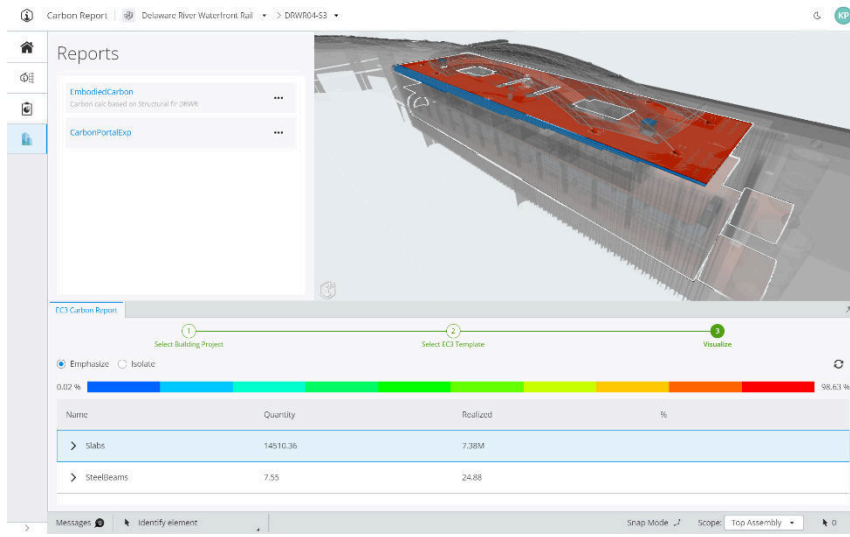 Carbon Report Delaware River Waterfront Rail > DRWR04-S3 KP
Reports
EmbodiedCarbon
Carbon calc based on Structural fir DRWR
CarbonPortalExp
EC3 Carbon Report
1 2 3
Select Building Project Select EC3 Template Visualize
Emphasize Isolate
0.02 % 98.63 %
Name Quantity Realized %
Slabs 14510.36 7.38M
SteelBeams 7.55 24.88
Messages Identify element Snap Mode Scope: Top Assembly 0